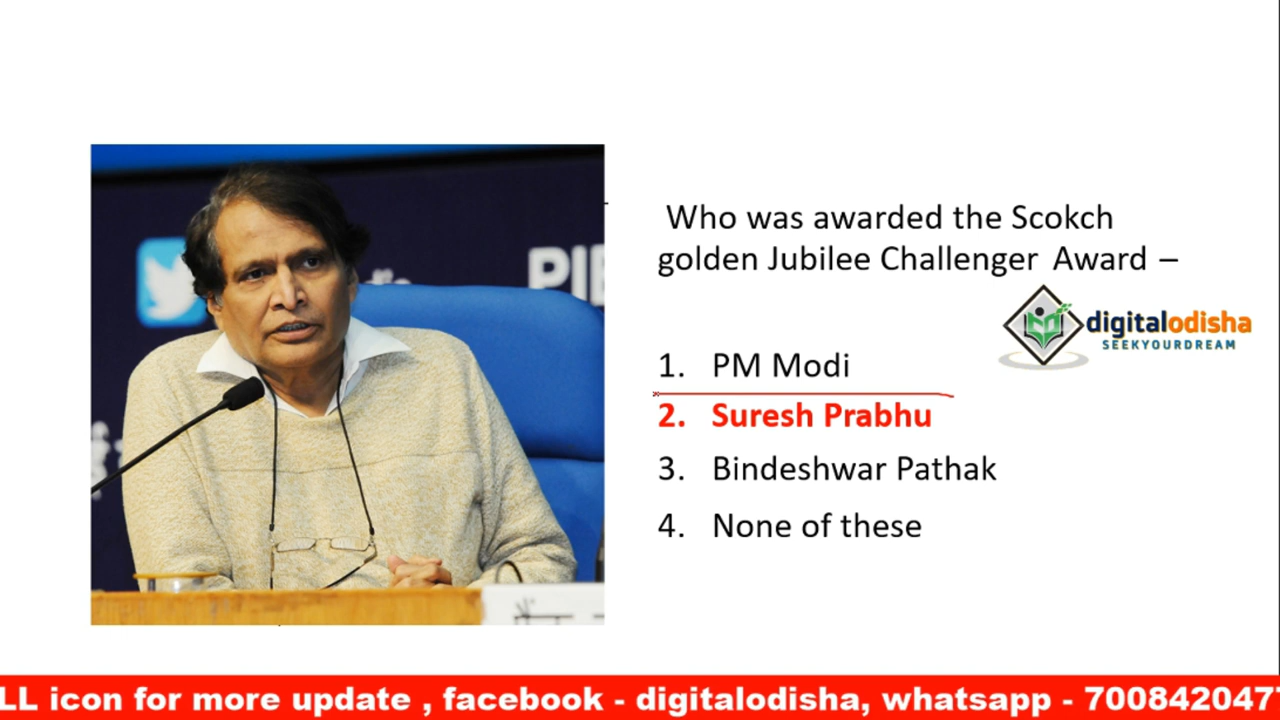 PIB
Who was awarded the Scokch
golden Jubilee Challenger Award –
digitalodisha
SEEKYOURDREAM
1. PM Modi
2. Suresh Prabhu
3. Bindeshwar Pathak
4. None of these
LL icon for more update , facebook - digitalodisha, whatsapp - 700842047